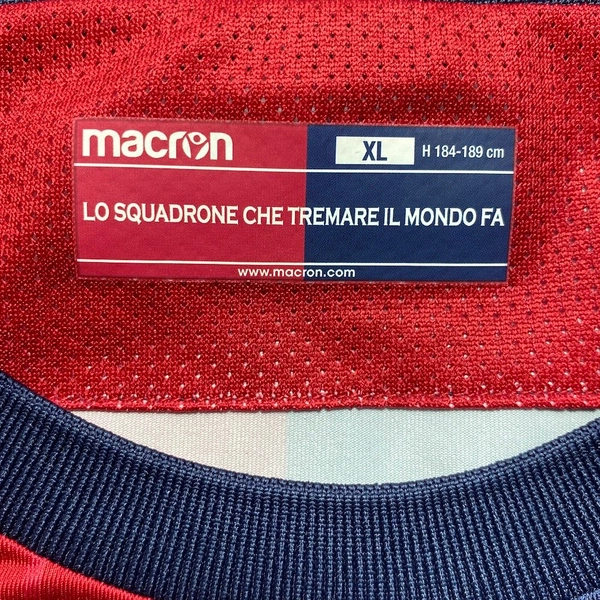 macron XL H 184-189 cm
LO SQUADRONE CHE TREMARE IL MONDO FA
www.macron.com